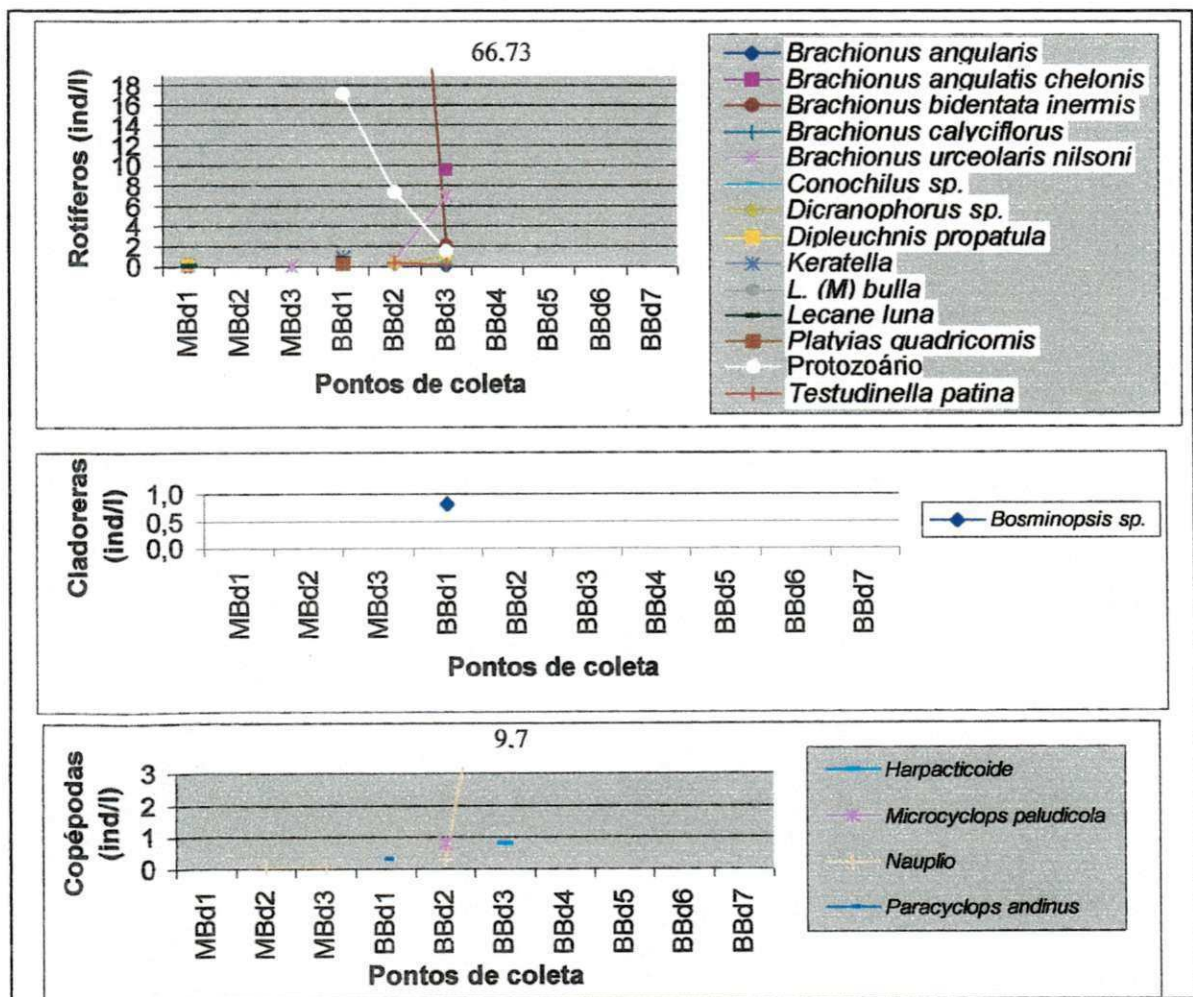 66.73
Rotíferos (ind/l)
18
16
14
12
10
8
6
4
2
0
MBd1
MBd2
MBd3
BBd1
BBd2
BBd3
BBd4
BBd5
BBd6
BBd7
Pontos de coleta
Brachionus angularis
Brachionus angulatis chelonis
Brachionus bidentata inermis
Brachionus calyciflorus
Brachionus urceolaris nilsoni
Conochilus sp.
Dicranophorus sp.
Dipleuchnis propatula
Keratella
L. (M) bulla
Lecane luna
Platyias quadricornis
Protozoário
Testudinella patina
Cladoreras
(ind/l)
1,0
0,5
0,0
MBd1
MBd2
MBd3
BBd1
BBd2
BBd3
BBd4
BBd5
BBd6
BBd7
Pontos de coleta
Bosminopsis sp.
9.7
Copépodas
(ind/l)
3
2
1
0
MBd1
MBd2
MBd3
BBd1
BBd2
BBd3
BBd4
BBd5
BBd6
BBd7
Pontos de coleta
Harpacticoide
Microcyclops paludicola
Nauplio
Paracyclops andinus